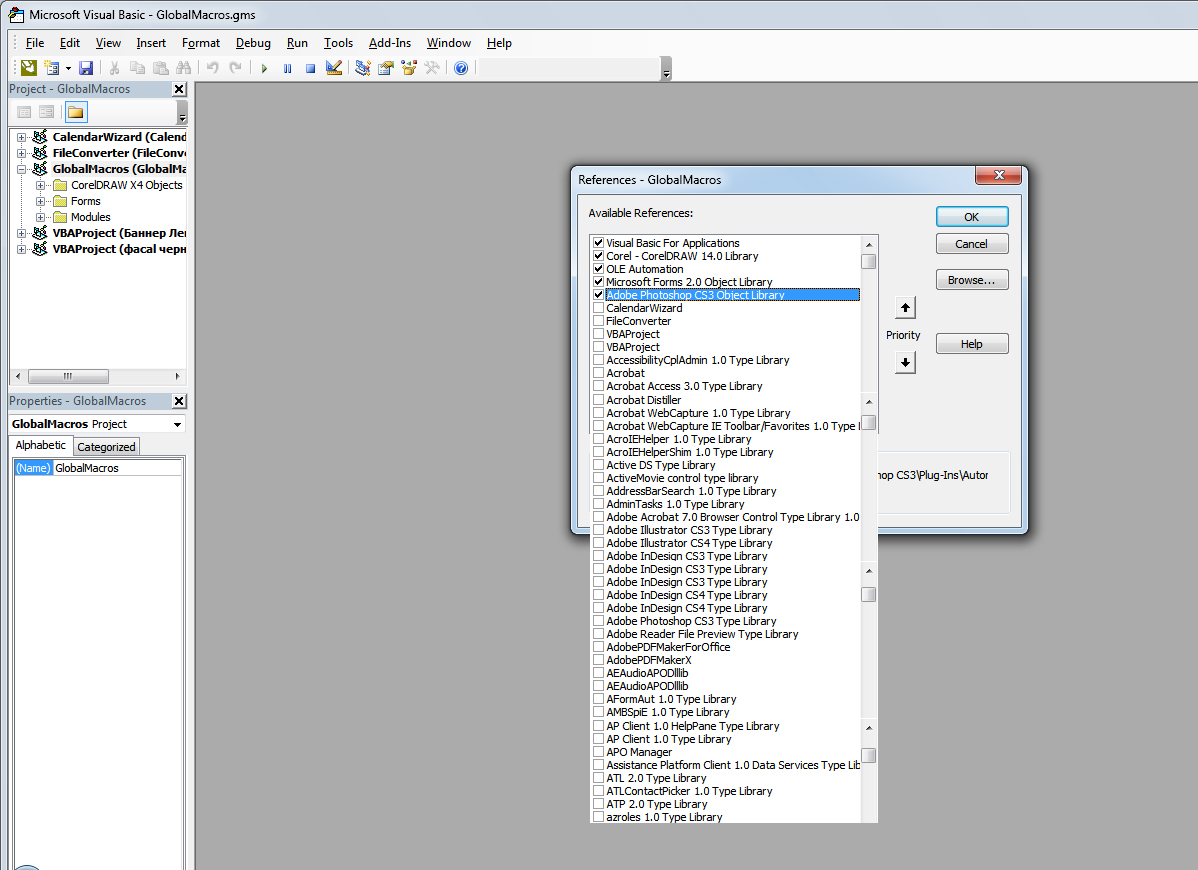 Microsoft Visual Basic - GlobalMacros.gms
File Edit View Insert Format Debug Run Tools Add-Ins Window Help
Project - GlobalMacros
CalendarWizard (Calend
FileConverter (FileConve
GlobalMacros (GlobalMa
CorelDRAW X4 Objects
Forms
Modules
VBAProject (Баннер Ле
VBAProject (фасал черн
Properties - GlobalMacros
GlobalMacros Project
Alphabetic Categorized
(Name) GlobalMacros
References - GlobalMacros
Available References:
Visual Basic For Applications
Corel - CorelDRAW 14.0 Library
OLE Automation
Microsoft Forms 2.0 Object Library
Adobe Photoshop CS3 Object Library
CalendarWizard
FileConverter
VBAProject
VBAProject
AccessibilityCplAdmin 1.0 Type Library
Acrobat
Acrobat Access 3.0 Type Library
Acrobat Distiller
Acrobat WebCapture 1.0 Type Library
Acrobat WebCapture IE Toolbar/Favorites 1.0 Type l
AcroIEHelper 1.0 Type Library
AcroIEHelperShim 1.0 Type Library
Active DS Type Library
ActiveMovie control type library
AddressBarSearch 1.0 Type Library
AdminTasks 1.0 Type Library
Adobe Acrobat 7.0 Browser Control Type Library 1.0
Adobe Illustrator CS3 Type Library
Adobe Illustrator CS4 Type Library
Adobe InDesign CS3 Type Library
Adobe InDesign CS3 Type Library
Adobe InDesign CS3 Type Library
Adobe InDesign CS4 Type Library
Adobe InDesign CS4 Type Library
Adobe Photoshop CS3 Type Library
Adobe Reader File Preview Type Library
AdobePDFMakerForOffice
AdobePDFMakerX
AEAudioAPODlllib
AEAudioAPODlllib
AFormAut 1.0 Type Library
AMBSpiE 1.0 Type Library
AP Client 1.0 HelpPane Type Library
AP Client 1.0 Type Library
APO Manager
Assistance Platform Client 1.0 Data Services Type Lib
ATL 2.0 Type Library
ATLContactPicker 1.0 Type Library
ATP 2.0 Type Library
azroles 1.0 Type Library
OK
Cancel
Browse...
Priority
Help
hop CS3\Plug-Ins\Autor